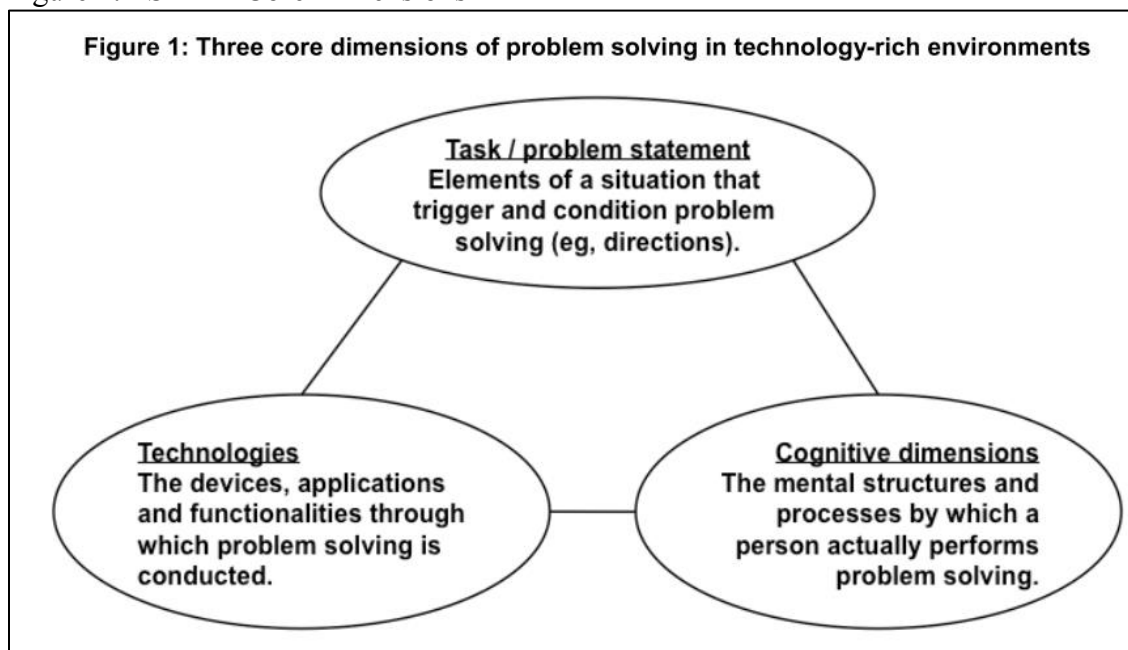 Figure 1: Three core dimensions of problem solving in technology-rich environments
Task / problem statement
Elements of a situation that
trigger and condition problem
solving (eg, directions).
Technologies
The devices, applications
and functionalities through
which problem solving is
conducted.
Cognitive dimensions
The mental structures and
processes by which a
person actually performs
problem solving.